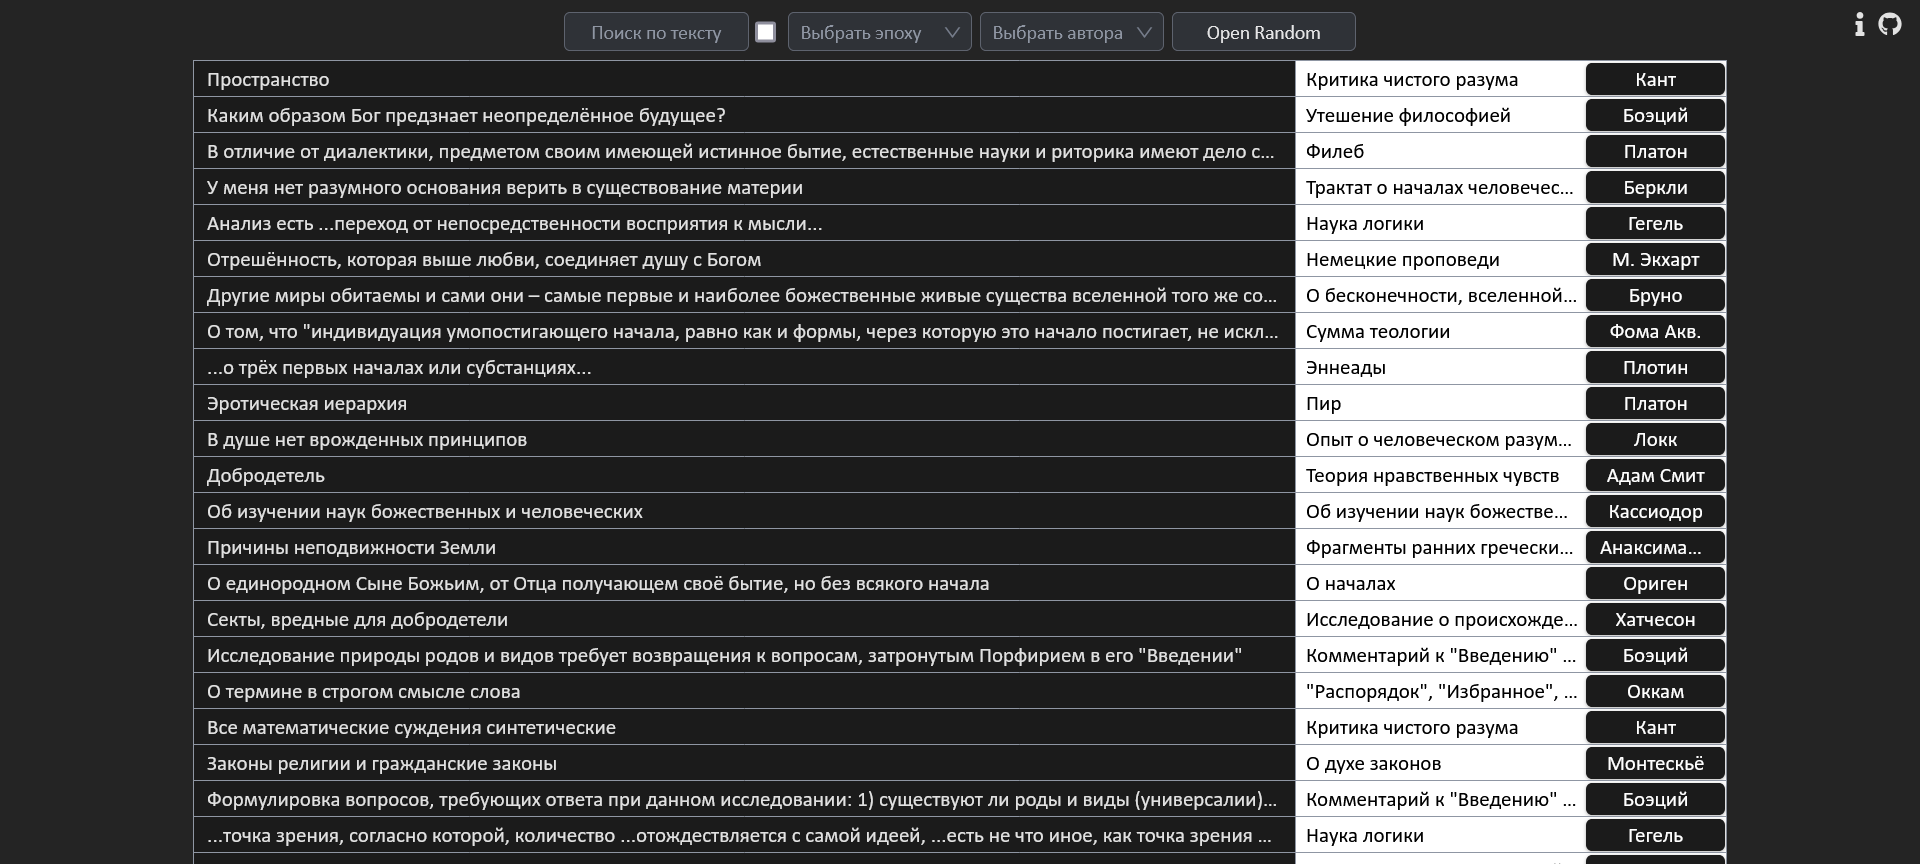 Поиск по тексту Выбрать эпоху Выбрать автора Open Random
Пространство Критика чистого разума Кант
Каким образом Бог предзнает неопределённое будущее? Утешение философией Боэций
В отличие от диалектики, предметом своим имеющей истинное бытие, естественные науки и риторика имеют дело с... Филеб Платон
У меня нет разумного основания верить в существование материи Трактат о началах человечес... Беркли
Анализ есть ...переход от непосредственности восприятия к мысли... Наука логики Гегель
Отрешённость, которая выше любви, соединяет душу с Богом Немецкие проповеди М. Экхарт
Другие миры обитаемы и сами они – самые первые и наиболее божественные живые существа вселенной того же со... О бесконечности, вселенной... Бруно
О том, что "индивидуация умопостигающего начала, равно как и формы, через которую это начало постигает, не искл... Сумма теологии Фома Акв.
...о трёх первых началах или субстанциях... Эннеады Плотин
Эротическая иерархия Пир Платон
В душе нет врожденных принципов Опыт о человеческом разум... Локк
Добродетель Теория нравственных чувств Адам Смит
Об изучении наук божественных и человеческих Об изучении наук божестве... Кассиодор
Причины неподвижности Земли Фрагменты ранних гречески... Анаксима...
О единородном Сыне Божьим, от Отца получающем своё бытие, но без всякого начала О началах Ориген
Секты, вредные для добродетели Исследование о происхожде... Хатчесон
Исследование природы родов и видов требует возвращения к вопросам, затронутым Порфирием в его "Введении" Комментарий к "Введению" ... Боэций
О термине в строгом смысле слова "Распорядок", "Избранное", ... Оккам
Все математические суждения синтетические Критика чистого разума Кант
Законы религии и гражданские законы О духе законов Монтескьё
Формулировка вопросов, требующих ответа при данном исследовании: 1) существуют ли роды и виды (универсалии)... Комментарий к "Введению" ... Боэций
...точка зрения, согласно которой, количество ...отождествляется с самой идеей, ...есть не что иное, как точка зрения ... Наука логики Гегель